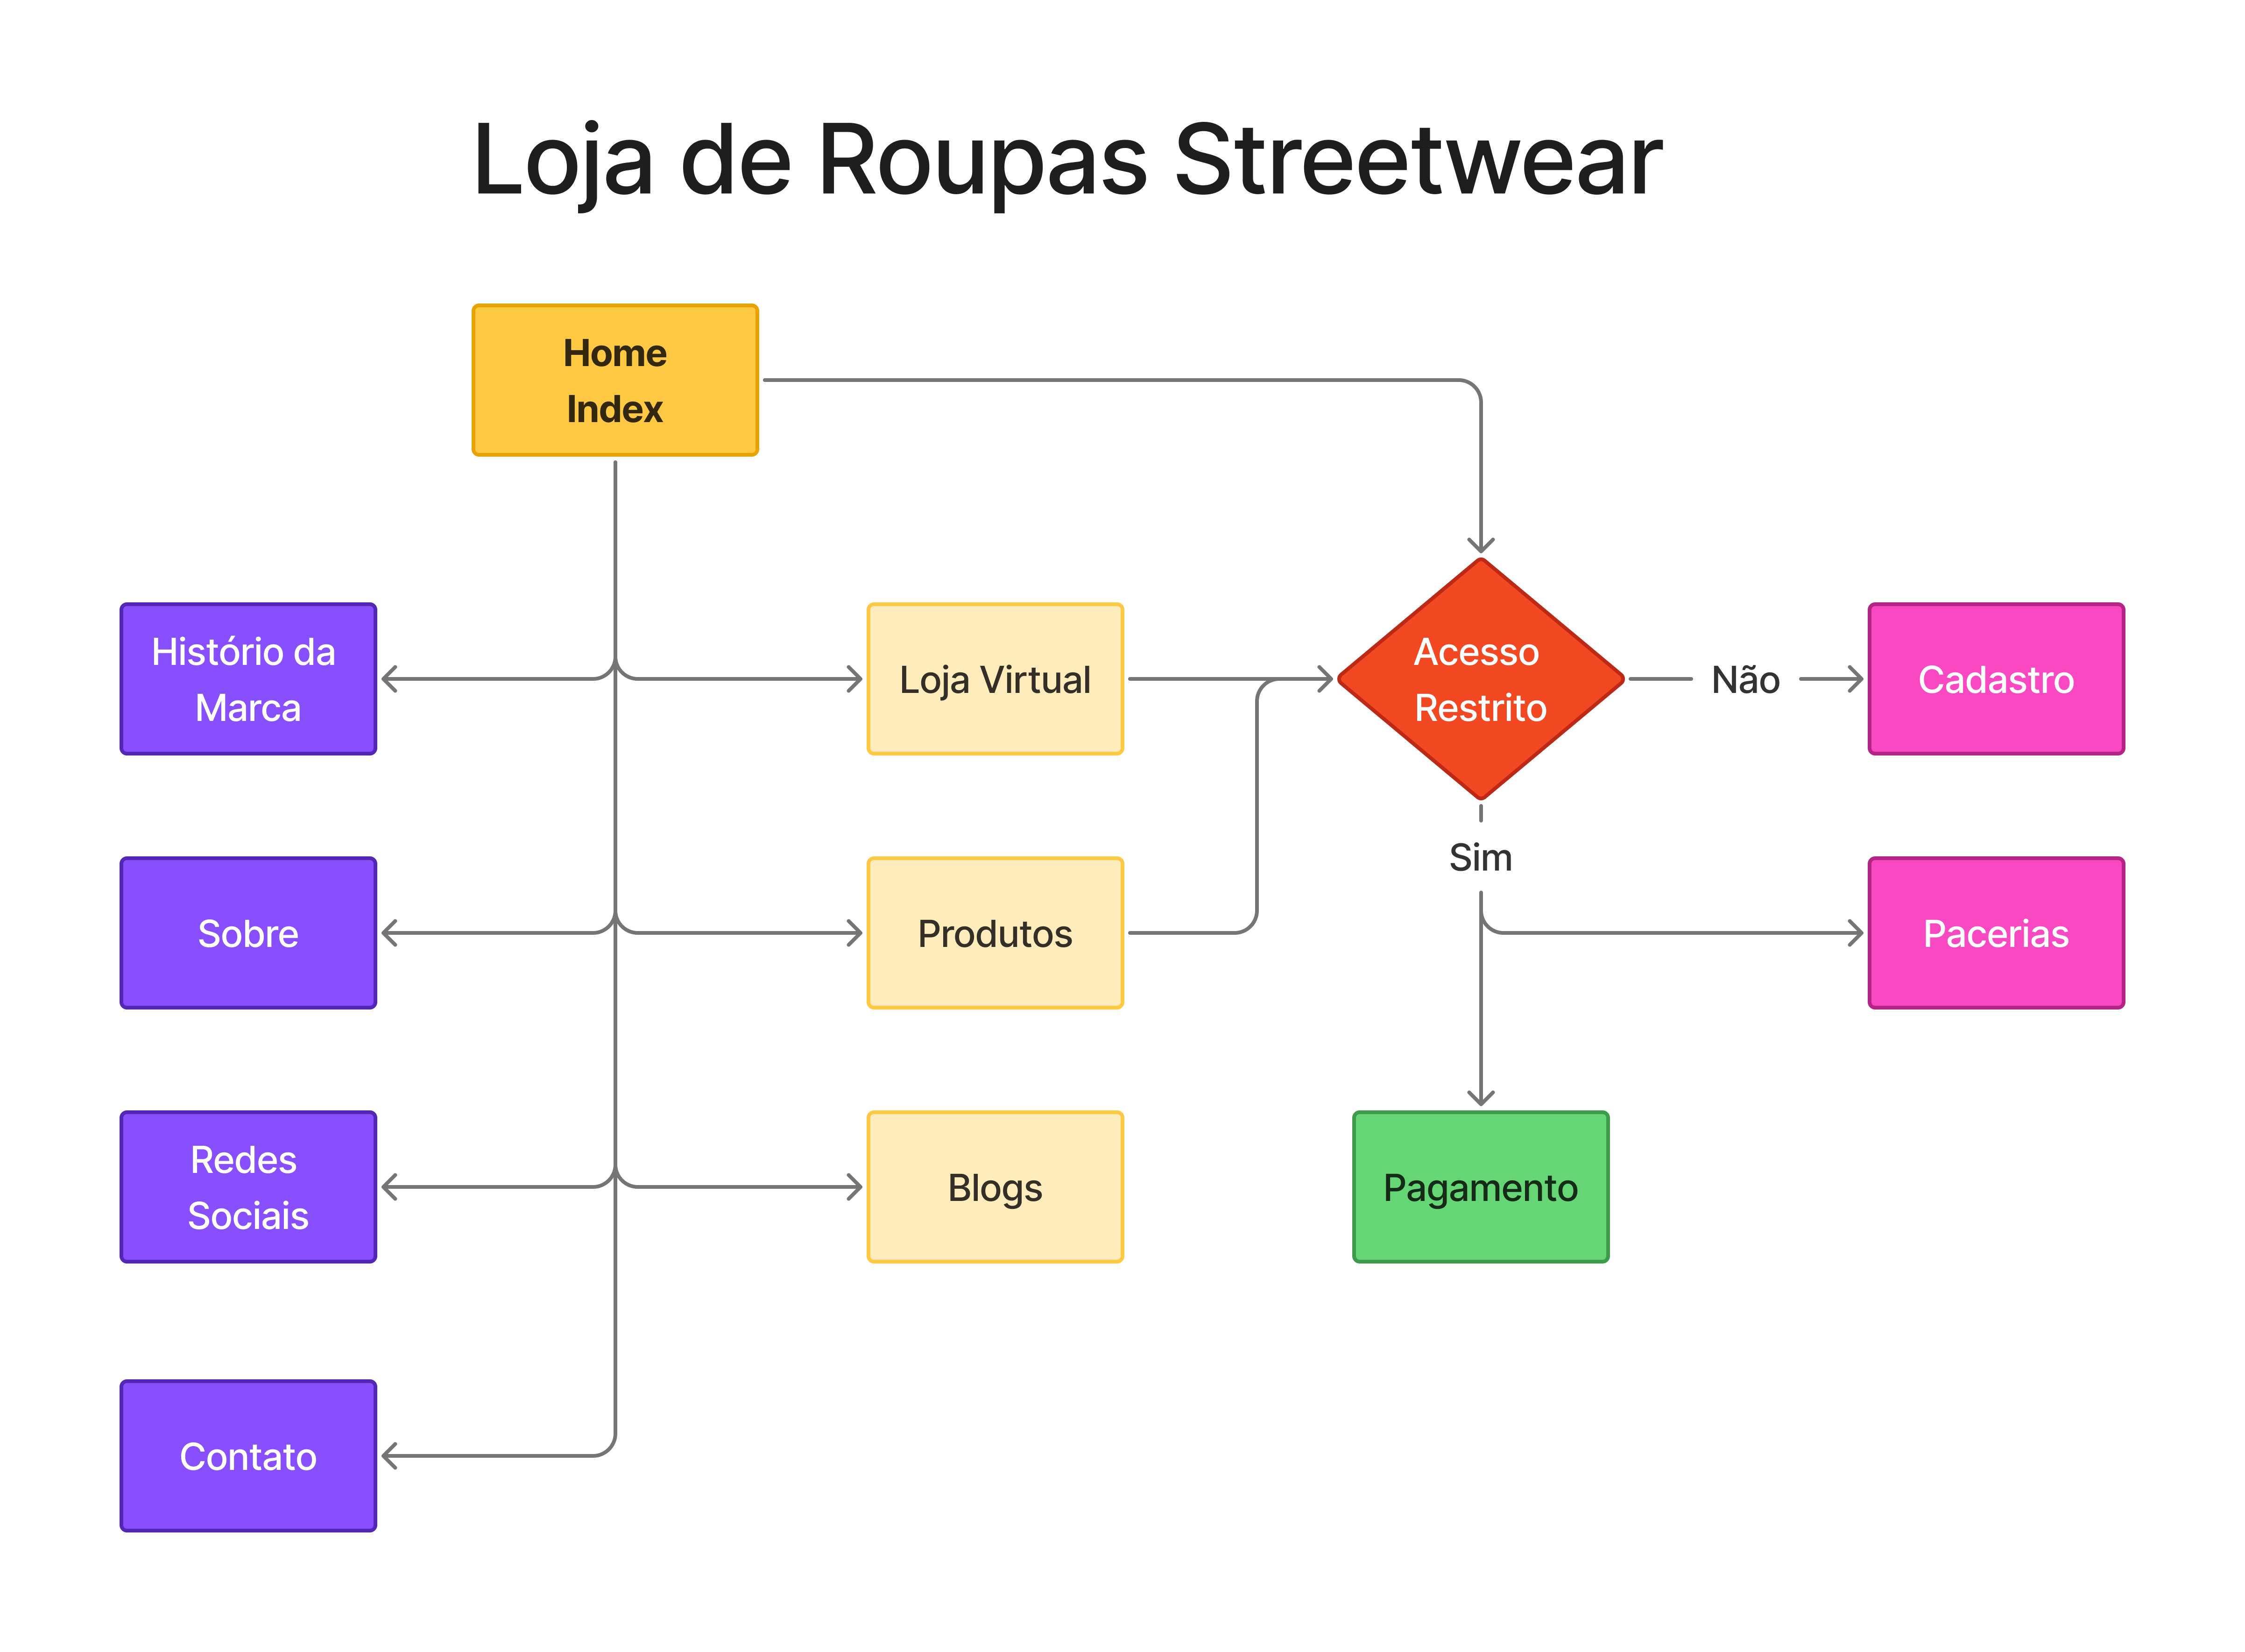 Loja de Roupas Streetwear
Home
Index
Histório da
Marca
Loja Virtual
Acesso
Restrito
Não
Cadastro
Sim
Sobre
Produtos
Pacerias
Redes
Sociais
Blogs
Pagamento
Contato